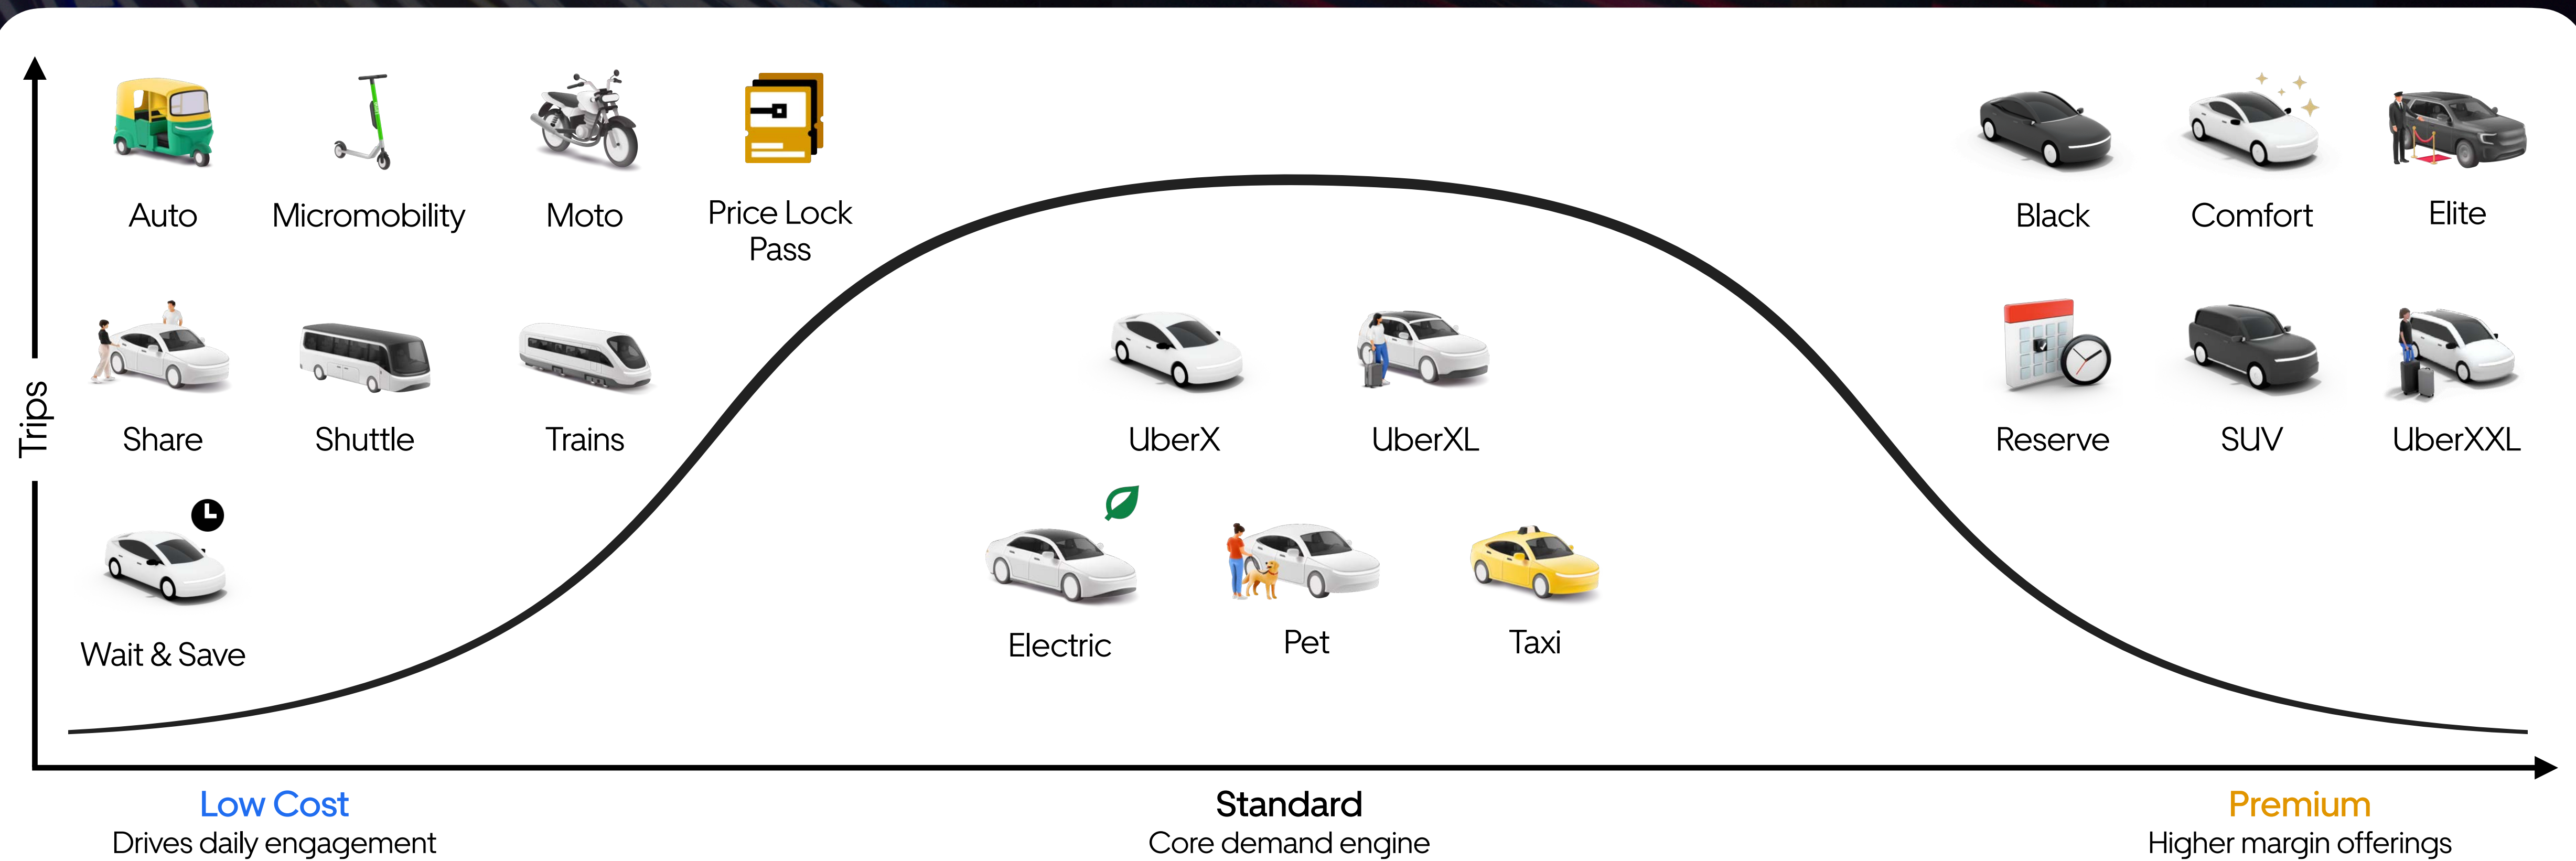 Trips
Auto
Micromobility
Moto
Price Lock
Pass
Share
Shuttle
Trains
Wait & Save
UberX
UberXL
Electric
Pet
Taxi
Black
Comfort
Elite
Reserve
SUV
UberXXL
Low Cost
Drives daily engagement
Standard
Core demand engine
Premium
Higher margin offerings